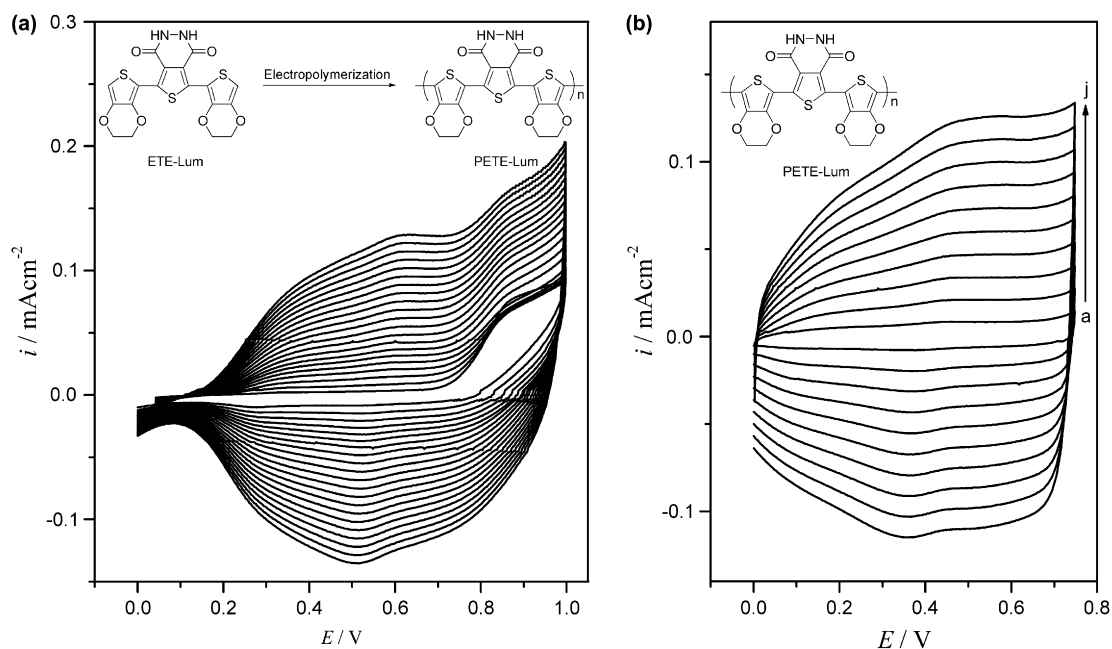 (a)
0.3
0.2
0.1
0.0
-0.1
i / mAcm-2
0.0 0.2 0.4 0.6 0.8 1.0
E / V
HN-NH
O O
S S
S
O O O O
ETE-Lum
Electropolymerization
HN-NH
O O
( S S )n
S
O O O O
PETE-Lum
(b)
0.1
0.0
-0.1
i / mAcm-2
0.0 0.2 0.4 0.6 0.8
E / V
HN-NH
O O
( S S )n
S
O O O O
PETE-Lum
j
a